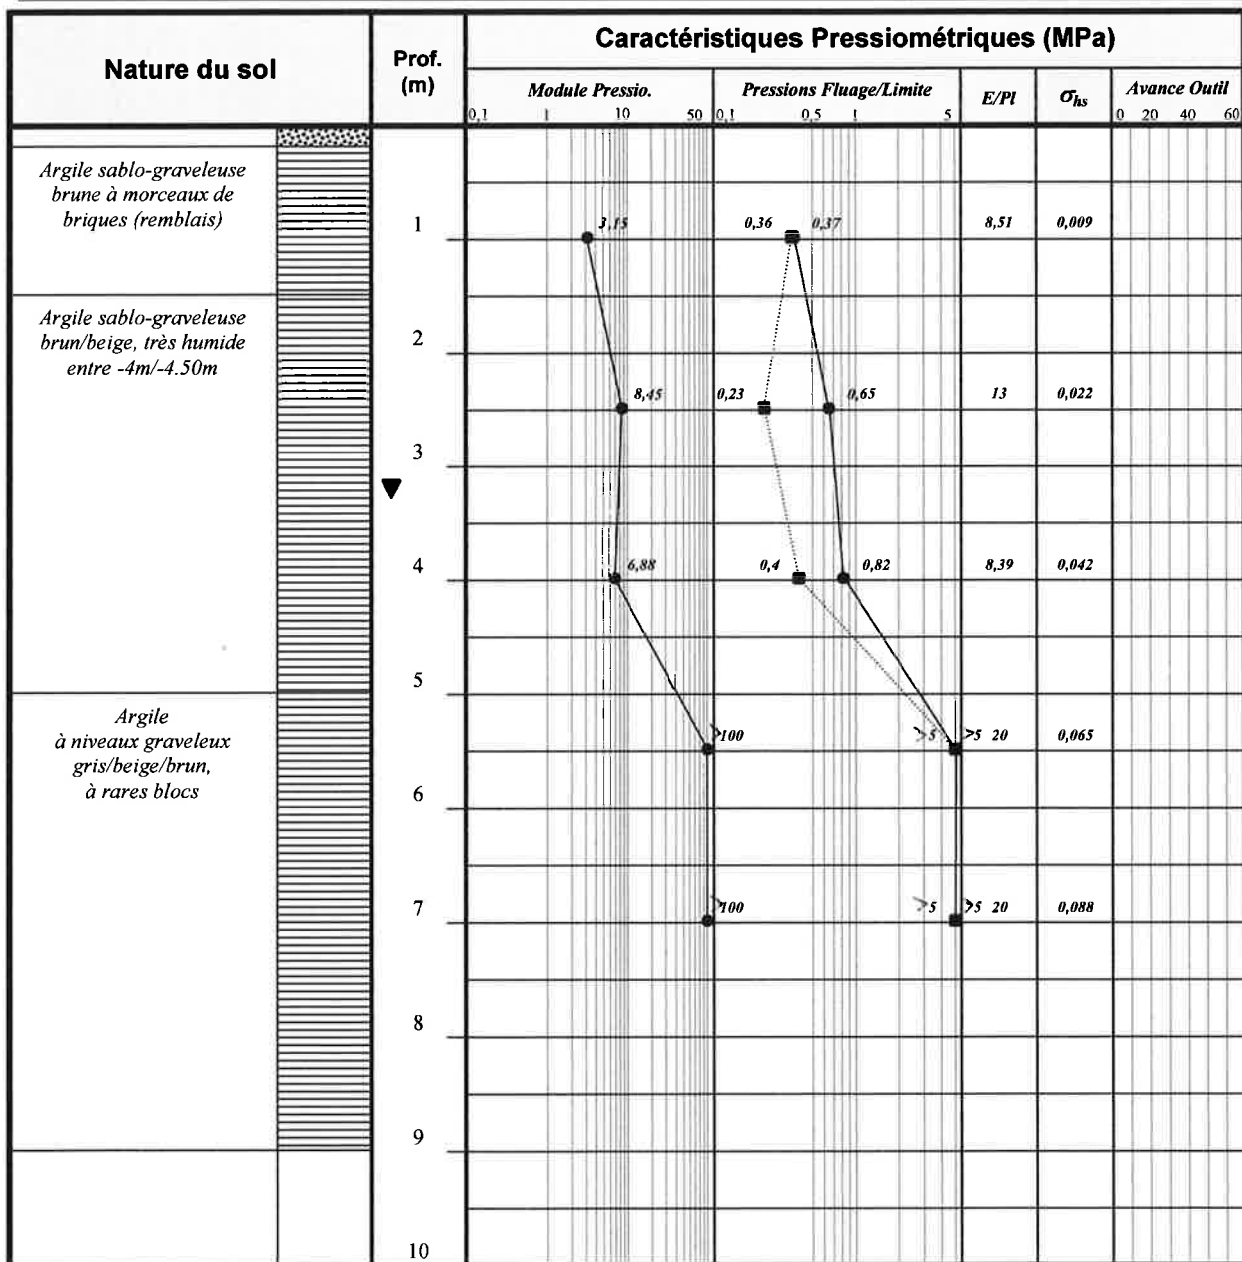 Nature du sol
Prof.
(m)
Caractéristiques Pressiométriques (MPa)
Module Pressio.
0,1 1 10 50
Pressions Fluage/Limite
0,1 0,5 1 5
E/Pl
σhs
Avance Outil
0 20 40 60
Argile sablo-graveleuse
brune à morceaux de
briques (remblais)
1
3,15
0,36
0,37
8,51
0,009
Argile sablo-graveleuse
brun/beige, très humide
entre -4m/-4.50m
2
8,45
0,23
0,65
13
0,022
3
4
6,88
0,4
0,82
8,39
0,042
5
Argile
à niveaux graveleux
gris/beige/brun,
à rares blocs
>100
>5
>5
20
0,065
6
7
>100
>5
>5
20
0,088
8
9
10